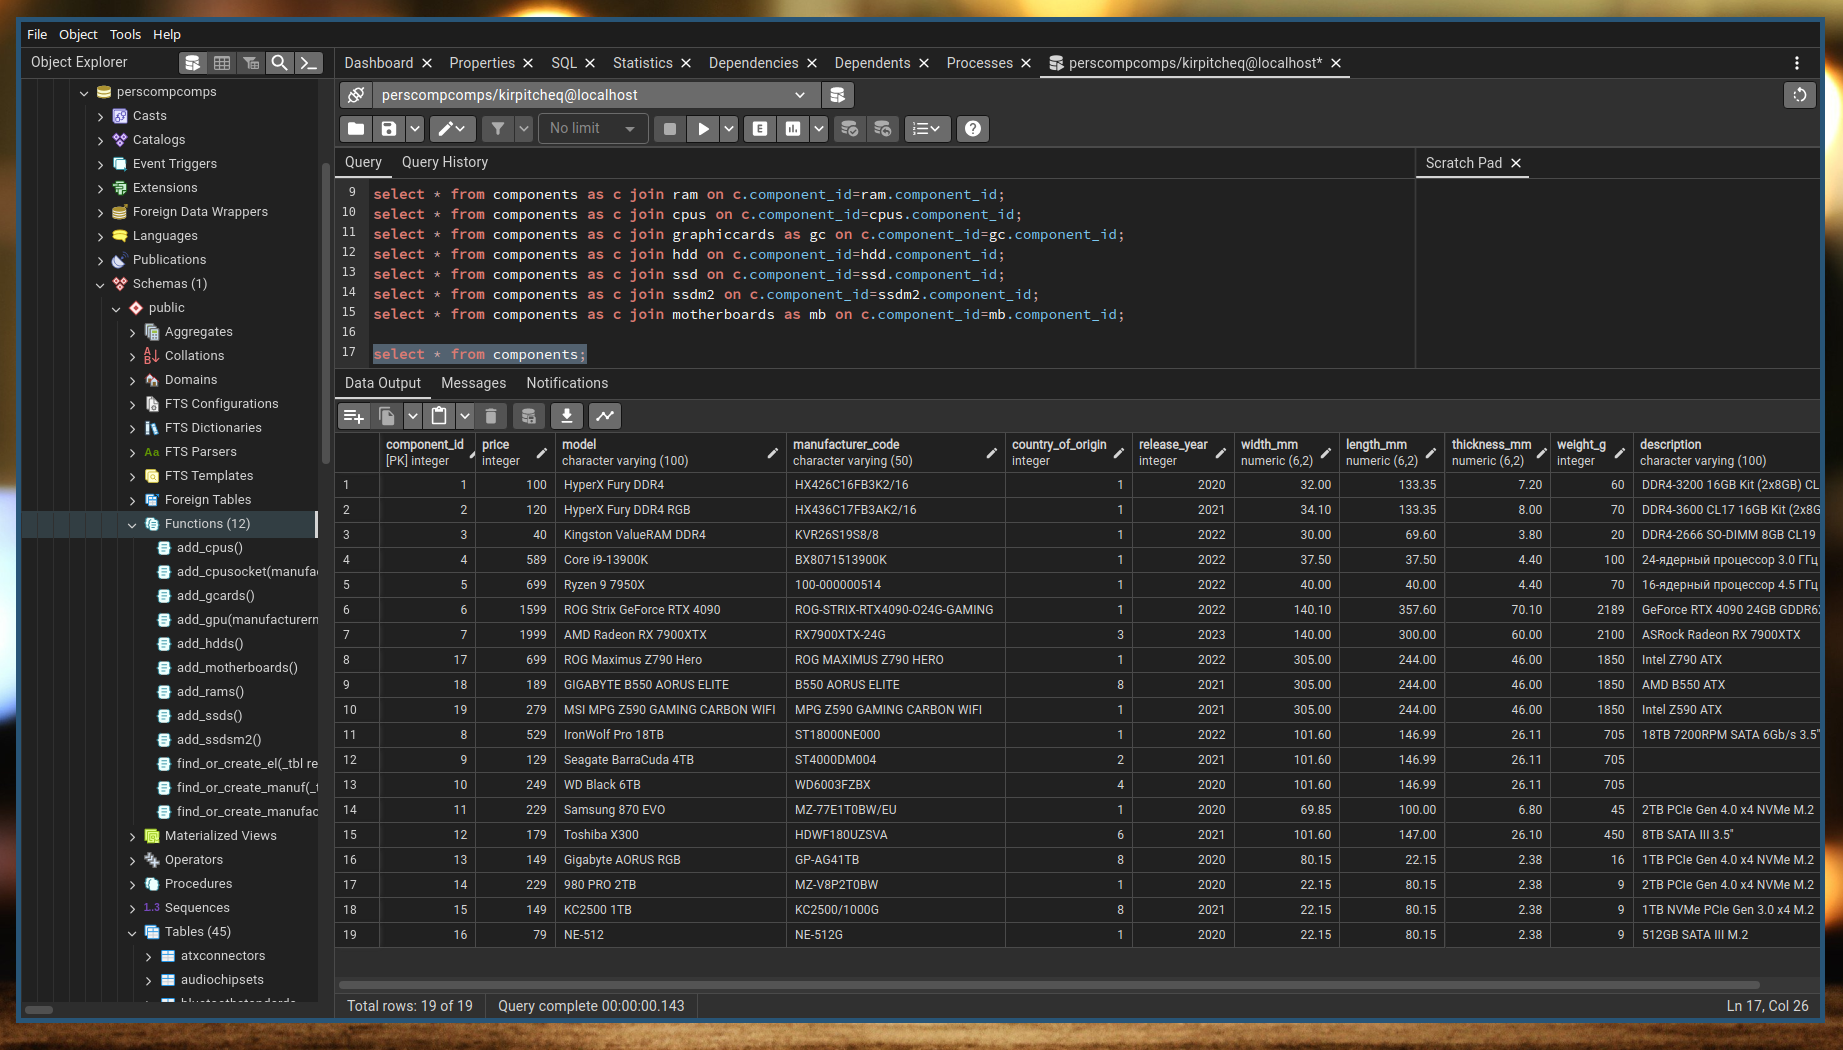 File Object Tools Help
Object Explorer
perscompcomps
Casts
Catalogs
Event Triggers
Extensions
Foreign Data Wrappers
Languages
Publications
Schemas (1)
public
Aggregates
Collations
Domains
FTS Configurations
FTS Dictionaries
Aa FTS Parsers
FTS Templates
Foreign Tables
Functions (12)
add_cpus()
add_cpusocket(manufa
add_gcards()
add_gpu(manufacturern
add_hdds()
add_motherboards()
add_rams()
add_ssds()
add_ssdsm2()
find_or_create_el(_tbl re
find_or_create_manuf(_t
find_or_create_manufac
Materialized Views
Operators
Procedures
1..3 Sequences
Tables (45)
atxconnectors
audiochipsets
Dashboard Properties SQL Statistics Dependencies Dependents Processes perscompcomps/kirpitcheq@localhost*
perscompcomps/kirpitcheq@localhost
No limit E
Query Query History
Scratch Pad
9 select * from components as c join ram on c.component_id=ram.component_id;
10 select * from components as c join cpus on c.component_id=cpus.component_id;
11 select * from components as c join graphiccards as gc on c.component_id=gc.component_id;
12 select * from components as c join hdd on c.component_id=hdd.component_id;
13 select * from components as c join ssd on c.component_id=ssd.component_id;
14 select * from components as c join ssdm2 on c.component_id=ssdm2.component_id;
15 select * from components as c join motherboards as mb on c.component_id=mb.component_id;
16
17 select * from components;
Data Output Messages Notifications
component_id price model manufacturer_code country_of_origin release_year width_mm length_mm thickness_mm weight_g description
[PK] integer integer character varying (100) character varying (50) integer integer numeric (6,2) numeric (6,2) numeric (6,2) integer character varying (100)
1 1 100 HyperX Fury DDR4 HX426C16FB3K2/16 1 2020 32.00 133.35 7.20 60 DDR4-3200 16GB Kit (2x8GB) CL
2 2 120 HyperX Fury DDR4 RGB HX436C17FB3AK2/16 1 2021 34.10 133.35 8.00 70 DDR4-3600 CL17 16GB Kit (2x8G
3 3 40 Kingston ValueRAM DDR4 KVR26S19S8/8 1 2022 30.00 69.60 3.80 20 DDR4-2666 SO-DIMM 8GB CL19
4 4 589 Core i9-13900K BX8071513900K 1 2022 37.50 37.50 4.40 100 24-ядерный процессор 3.0 ГГц
5 5 699 Ryzen 9 7950X 100-000000514 1 2022 40.00 40.00 4.40 70 16-ядерный процессор 4.5 ГГц
6 6 1599 ROG Strix GeForce RTX 4090 ROG-STRIX-RTX4090-O24G-GAMING 1 2022 140.10 357.60 70.10 2189 GeForce RTX 4090 24GB GDDR6
7 7 1999 AMD Radeon RX 7900XTX RX7900XTX-24G 3 2023 140.00 300.00 60.00 2100 ASRock Radeon RX 7900XTX
8 17 699 ROG Maximus Z790 Hero ROG MAXIMUS Z790 HERO 1 2022 305.00 244.00 46.00 1850 Intel Z790 ATX
9 18 189 GIGABYTE B550 AORUS ELITE B550 AORUS ELITE 8 2021 305.00 244.00 46.00 1850 AMD B550 ATX
10 19 279 MSI MPG Z590 GAMING CARBON WIFI MPG Z590 GAMING CARBON WIFI 1 2021 305.00 244.00 46.00 1850 Intel Z590 ATX
11 8 529 IronWolf Pro 18TB ST18000NE000 1 2022 101.60 146.99 26.11 705 18TB 7200RPM SATA 6Gb/s 3.5"
12 9 129 Seagate BarraCuda 4TB ST4000DM004 2 2021 101.60 146.99 26.11 705
13 10 249 WD Black 6TB WD6003FZBX 4 2020 101.60 146.99 26.11 705
14 11 229 Samsung 870 EVO MZ-77E1T0BW/EU 1 2020 69.85 100.00 6.80 45 2TB PCIe Gen 4.0 x4 NVMe M.2
15 12 179 Toshiba X300 HDWF180UZSVA 6 2021 101.60 147.00 26.10 450 8TB SATA III 3.5"
16 13 149 Gigabyte AORUS RGB GP-AG41TB 8 2020 80.15 22.15 2.38 16 1TB PCIe Gen 4.0 x4 NVMe M.2
17 14 229 980 PRO 2TB MZ-V8P2T0BW 1 2020 22.15 80.15 2.38 9 2TB PCIe Gen 4.0 x4 NVMe M.2
18 15 149 KC2500 1TB KC2500/1000G 8 2021 22.15 80.15 2.38 9 1TB NVMe PCIe Gen 3.0 x4 M.2
19 16 79 NE-512 NE-512G 1 2020 22.15 80.15 2.38 9 512GB SATA III M.2
Total rows: 19 of 19 Query complete 00:00:00.143 Ln 17, Col 26